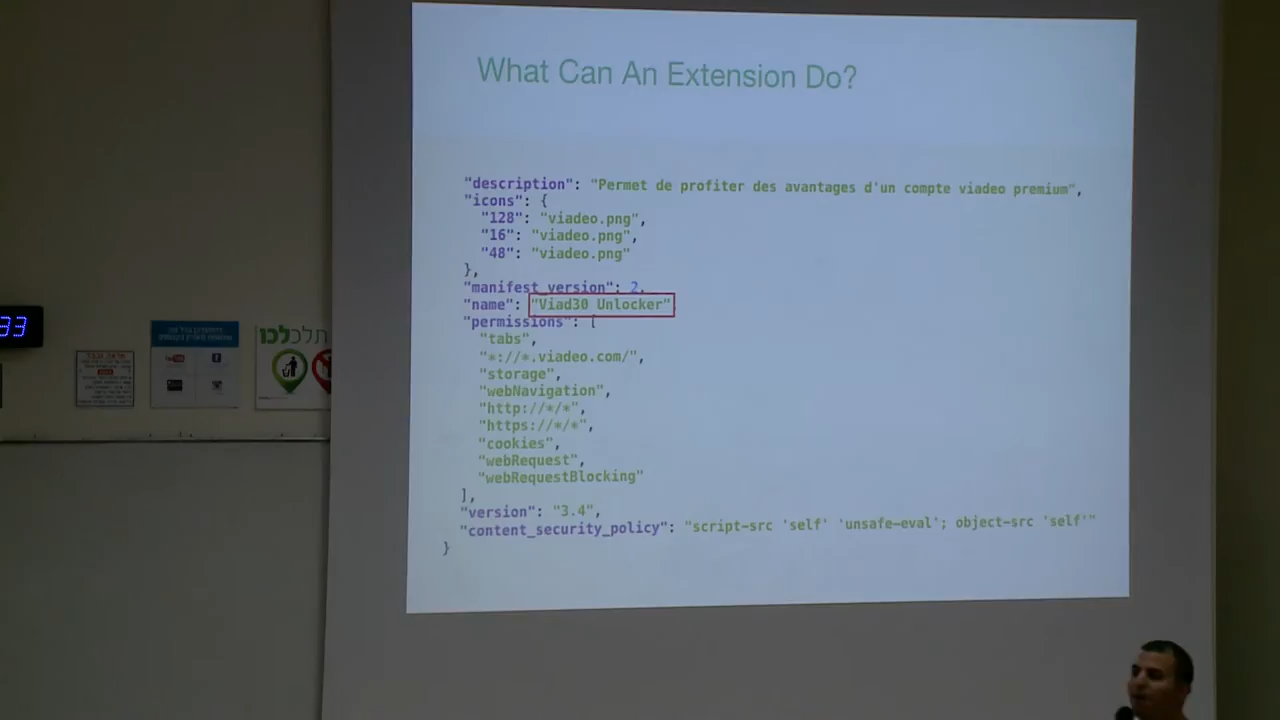 What Can An Extension Do?
"description": "Permet de profiter des avantages d'un compte viadeo premium",
"icons": {
"128": "viadeo.png",
"16": "viadeo.png",
"48": "viadeo.png"
},
"manifest_version": 2,
"name": "Viad30 Unlocker",
"permissions": [
"tabs",
"*://*.viadeo.com/",
"storage",
"webNavigation",
"http://*/*",
"https://*/*",
"cookies",
"webRequest",
"webRequestBlocking"
],
"version": "3.4",
"content_security_policy": "script-src 'self' 'unsafe-eval'; object-src 'self'"
}
33
תלכלכו